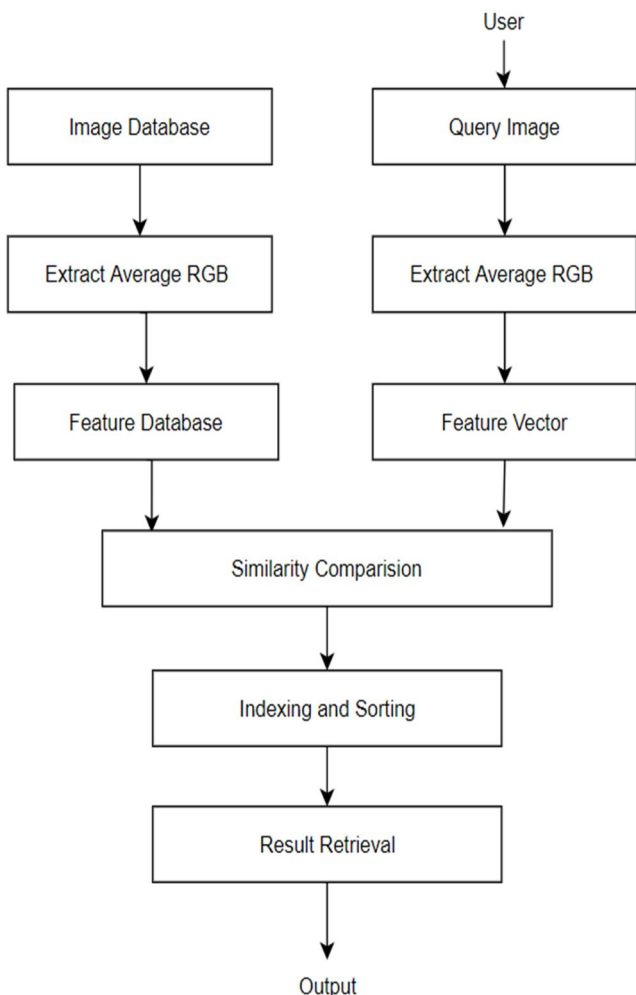 User
Image Database
Query Image
Extract Average RGB
Extract Average RGB
Feature Database
Feature Vector
Similarity Comparision
Indexing and Sorting
Result Retrieval
Output